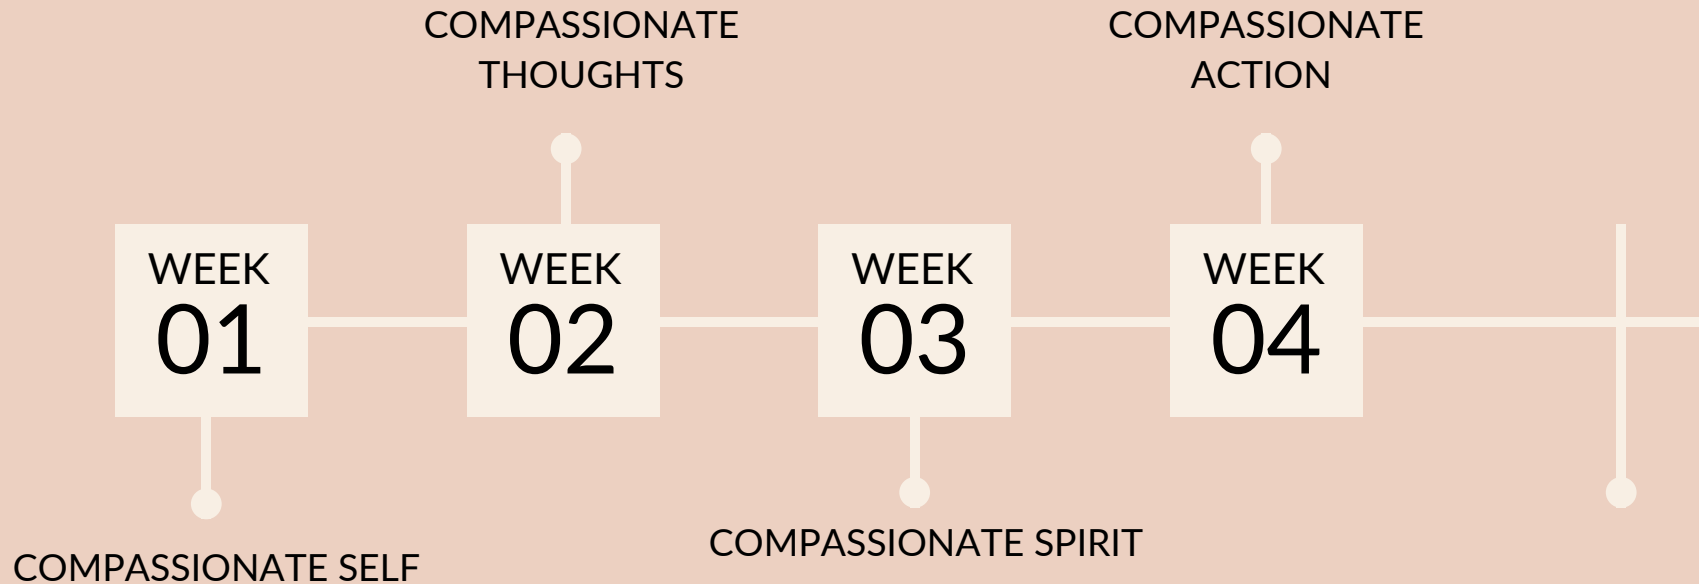 COMPASSIONATE
THOUGHTS
COMPASSIONATE
ACTION
WEEK
01
WEEK
02
WEEK
03
WEEK
04
COMPASSIONATE SELF
COMPASSIONATE SPIRIT